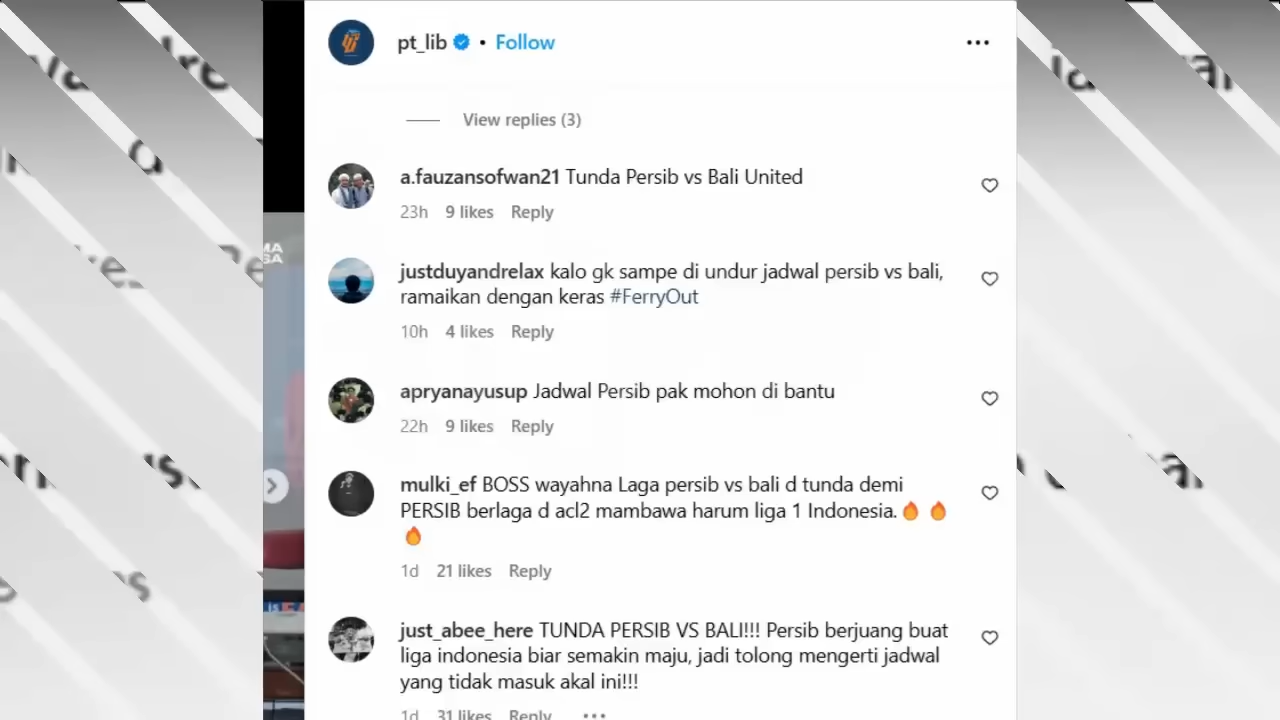 pt_lib • Follow
View replies (3)
a.fauzansofwan21 Tunda Persib vs Bali United
23h 9 likes Reply
justduyandrelax kalo gk sampe di undur jadwal persib vs bali,
ramaikan dengan keras #FerryOut
10h 4 likes Reply
apryanayusup Jadwal Persib pak mohon di bantu
22h 9 likes Reply
mulki_ef BOSS wayahna Laga persib vs bali d tunda demi
PERSIB berlaga d acl2 mambawa harum liga 1 Indonesia.🔥 🔥
🔥
1d 21 likes Reply
just_abee_here TUNDA PERSIB VS BALI!!! Persib berjuang buat
liga indonesia biar semakin maju, jadi tolong mengerti jadwal
yang tidak masuk akal ini!!!
1d 31 likes Reply